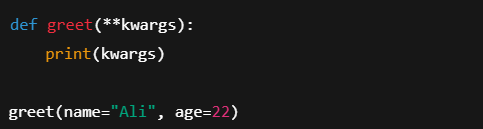 def greet(**kwargs):
    print(kwargs)

greet(name="Ali", age=22)